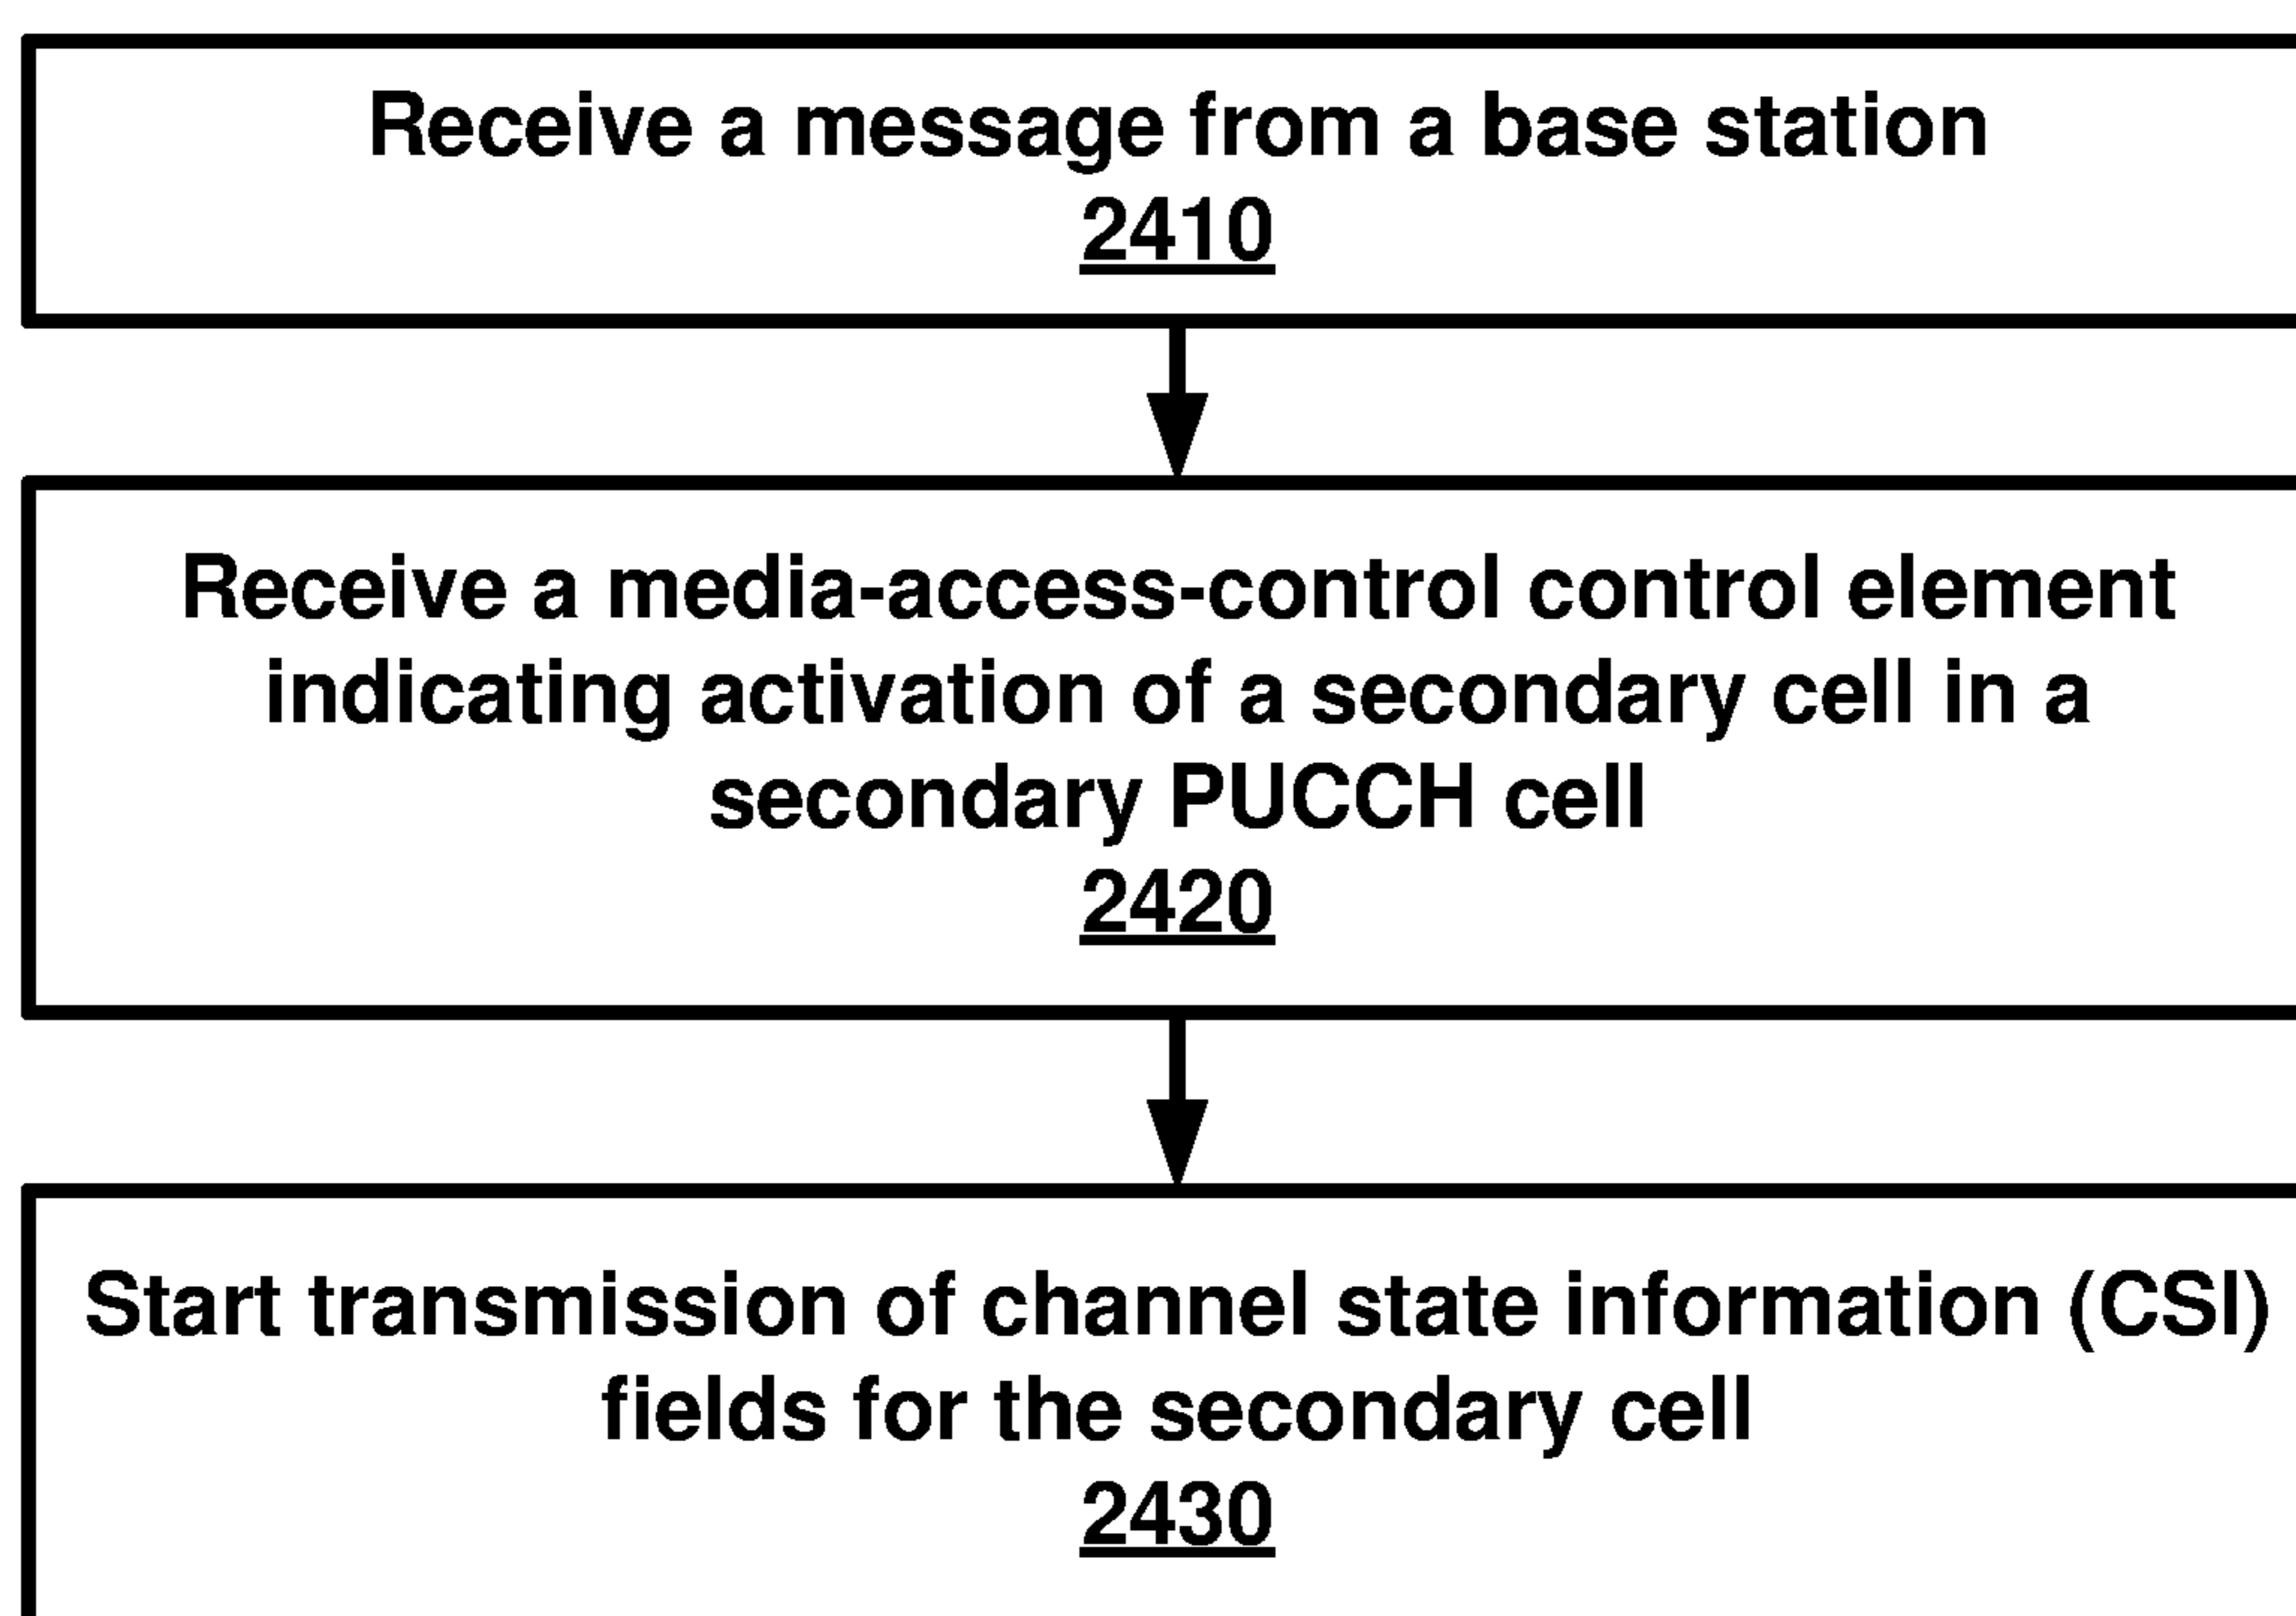 Receive a message from a base station
2410
Receive a media-access-control control element
indicating activation of a secondary cell in a
secondary PUCCH cell
2420
Start transmission of channel state information (CSI)
fields for the secondary cell
2430